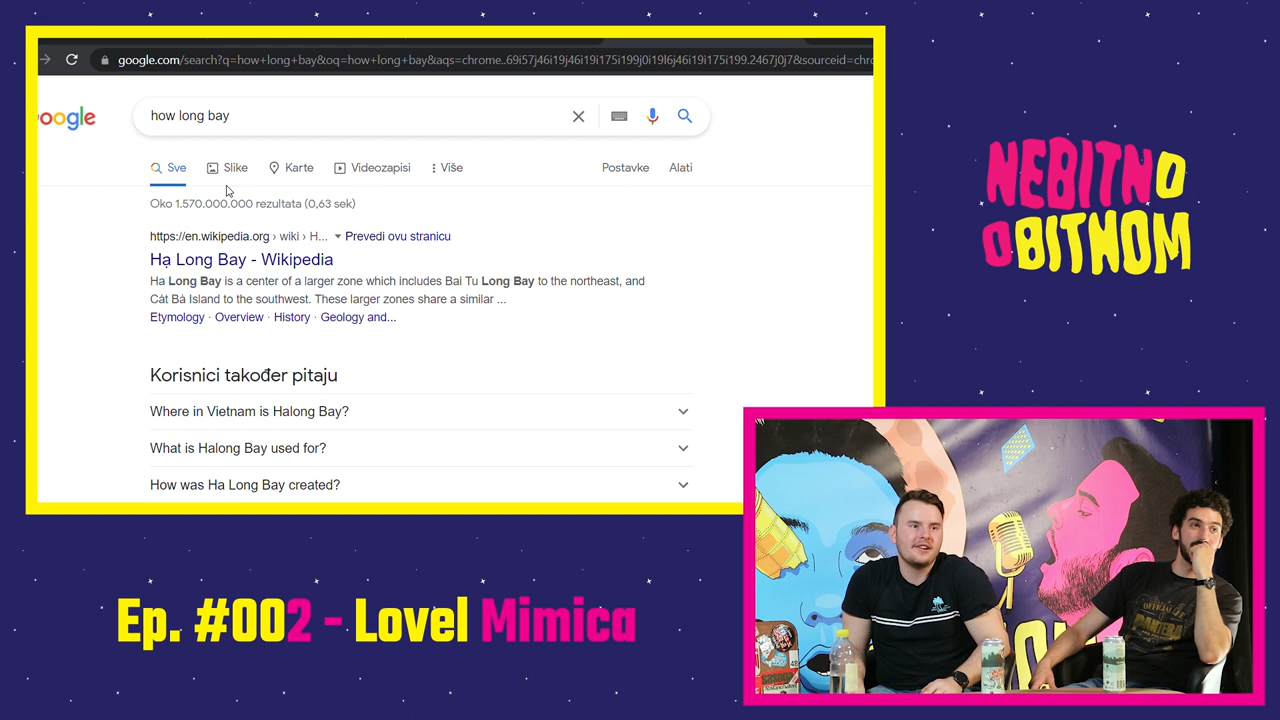 google.com/search?q=how+long+bay&oq=how+long+bay&aqs=chrome..69i57j46i19j46i19i175i199j0i19l6j46i19i175i199.2467j0j7&sourceid=chr
oogle
how long bay
Sve Slike Karte Videozapisi Više Postavke Alati
Oko 1.570.000.000 rezultata (0,63 sek)
https://en.wikipedia.org › wiki › H... Prevedi ovu stranicu
Hạ Long Bay - Wikipedia
Ha Long Bay is a center of a larger zone which includes Bai Tu Long Bay to the northeast, and
Cát Bà Island to the southwest. These larger zones share a similar ...
Etymology · Overview · History · Geology and...
Korisnici također pitaju
Where in Vietnam is Halong Bay?
What is Halong Bay used for?
How was Ha Long Bay created?
NEBITNO
OBITNOM
Ep. #002 - Lovel Mimica
OFFICIAL